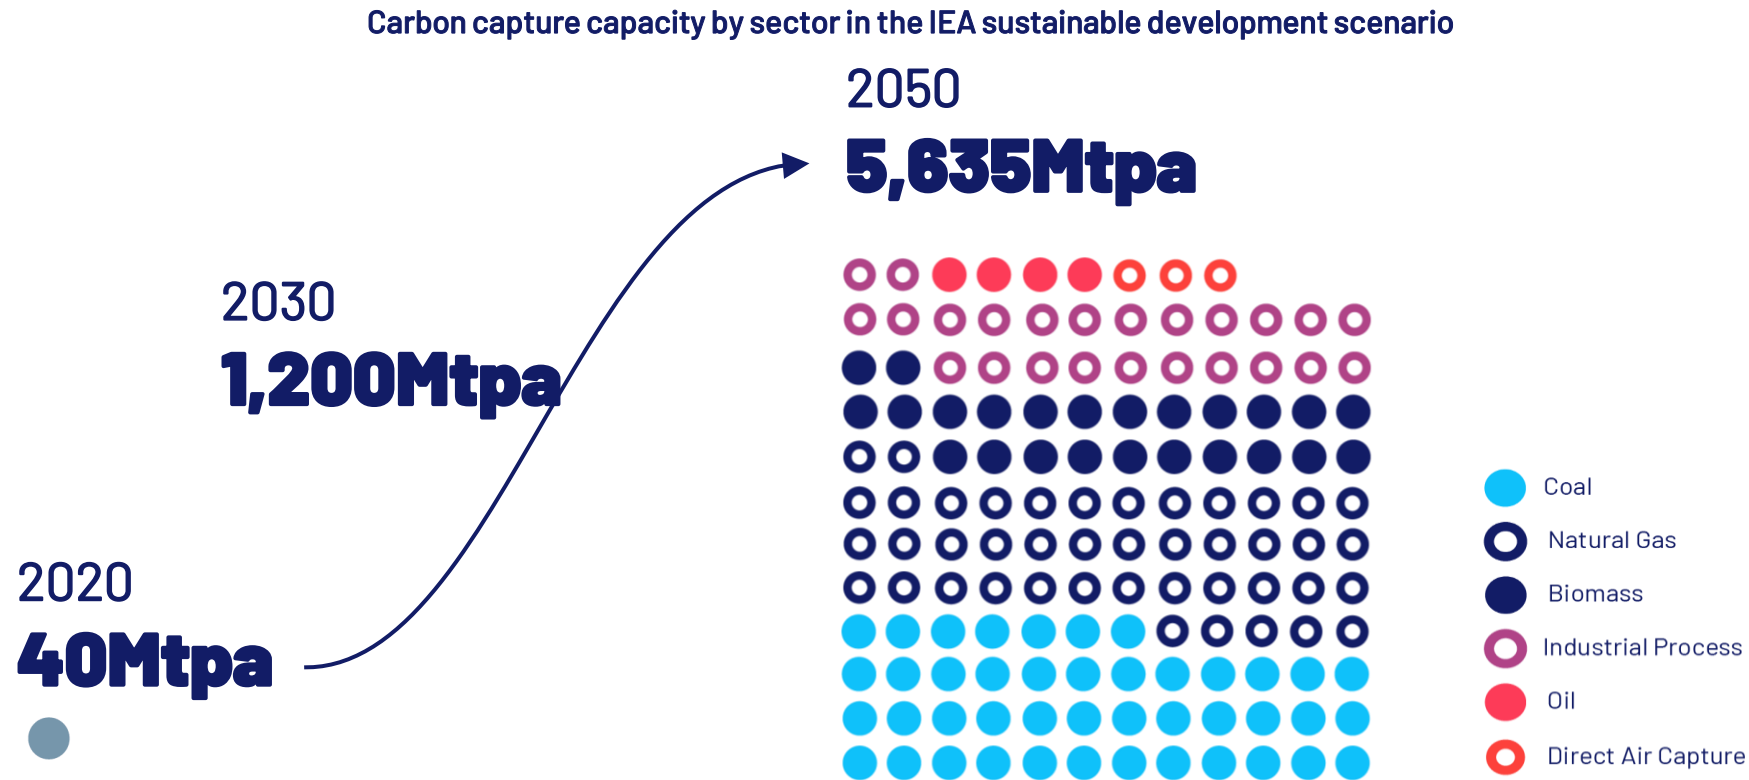 Carbon capture capacity by sector in the IEA sustainable development scenario
2050
5,635Mtpa
2030
1,200Mtpa
2020
40Mtpa
Coal
Natural Gas
Biomass
Industrial Process
Oil
Direct Air Capture